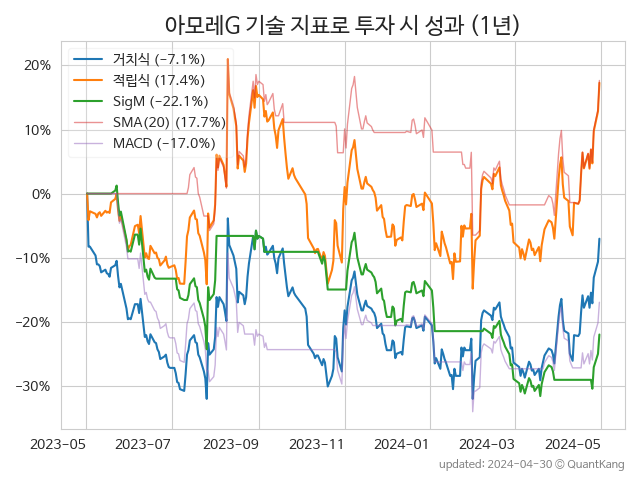 아모레G 기술 지표로 투자 시 성과 (1년)
거치식 (−7.1%)
적립식 (17.4%)
SigM (−22.1%)
SMA(20) (17.7%)
MACD (−17.0%)
20%
10%
0%
−10%
−20%
−30%
2023-05 2023-07 2023-09 2023-11 2024-01 2024-03 2024-05
updated: 2024-04-30 © QuantKang